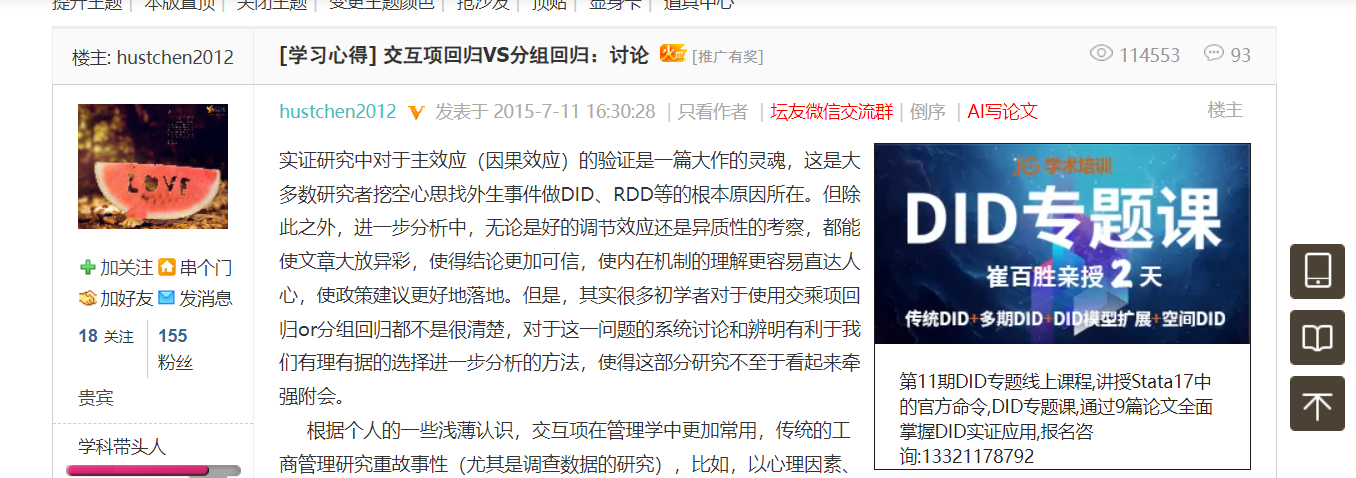 提升主题| 本版置顶| 关闭主题| 变更主题颜色| 抢沙发| 顶贴| 显身卡| 道具中心
楼主: hustchen2012
[学习心得] 交互项回归VS分组回归：讨论 [推广有奖]
114553 93
hustchen2012 发表于 2015-7-11 16:30:28 |只看作者 |坛友微信交流群|倒序 |AI写论文
楼主
LOVE
加关注 串个门
加好友 发消息
18 关注
155
粉丝
贵宾
学科带头人
实证研究中对于主效应（因果效应）的验证是一篇大作的灵魂，这是大
多数研究者挖空心思找外生事件做DID、RDD等的根本原因所在。但除
此之外，进一步分析中，无论是好的调节效应还是异质性的考察，都能
使文章大放异彩，使得结论更加可信，使内在机制的理解更容易直达人
心，使政策建议更好地落地。但是，其实很多初学者对于使用交乘项回
归or分组回归都不是很清楚，对于这一问题的系统讨论和辨明有利于我
们有理有据的选择进一步分析的方法，使得这部分研究不至于看起来牵
强附会。
根据个人的一些浅薄认识，交互项在管理学中更加常用，传统的工
商管理研究重故事性（尤其是调查数据的研究），比如，以心理因素、
JG 学术培训
DID专题课
崔百胜亲授 2 天
传统DID+多期DID+DID模型扩展+空间DID
第11期DID专题线上课程,讲授Stata17中
的官方命令,DID专题课,通过9篇论文全面
掌握DID实证应用,报名咨
询:13321178792